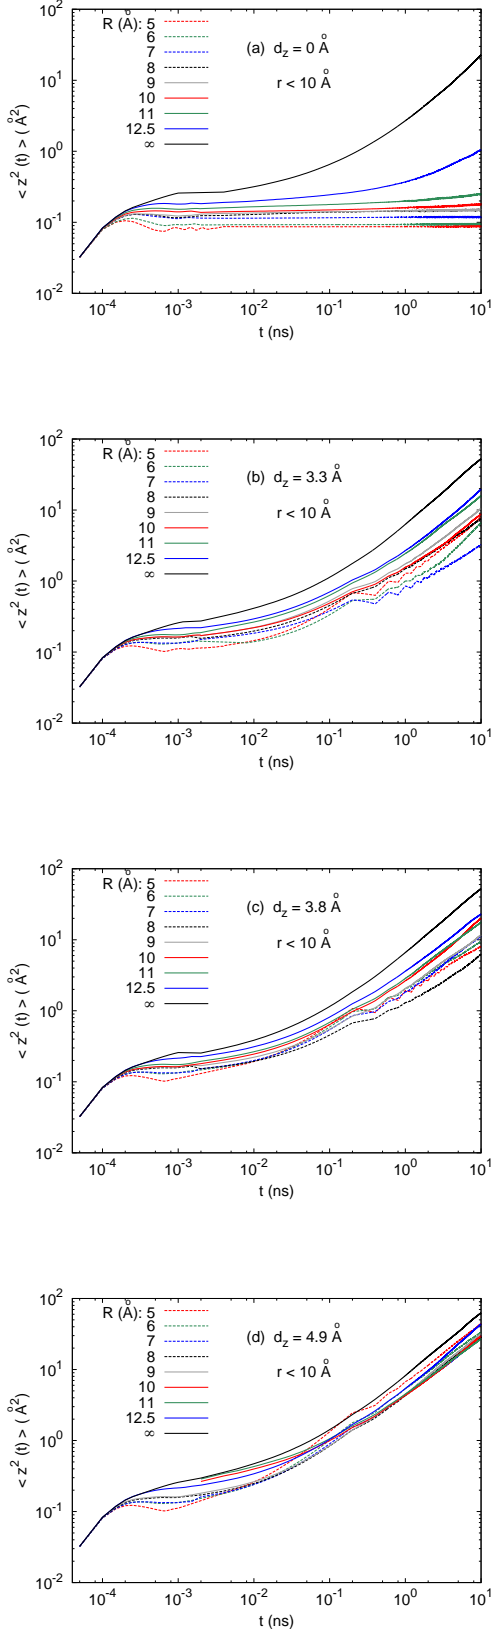 10²
10¹
10⁰
10⁻¹
10⁻²
< z² (t) > (Å²)
R (Å): 5
6
7
8
9
10
11
12.5
∞
(a) d_z = 0 Å
r < 10 Å
10⁻⁴ 10⁻³ 10⁻² 10⁻¹ 10⁰ 10¹
t (ns)
10²
10¹
10⁰
10⁻¹
10⁻²
< z² (t) > (Å²)
R (Å): 5
6
7
8
9
10
11
12.5
∞
(b) d_z = 3.3 Å
r < 10 Å
10⁻⁴ 10⁻³ 10⁻² 10⁻¹ 10⁰ 10¹
t (ns)
10²
10¹
10⁰
10⁻¹
10⁻²
< z² (t) > (Å²)
R (Å): 5
6
7
8
9
10
11
12.5
∞
(c) d_z = 3.8 Å
r < 10 Å
10⁻⁴ 10⁻³ 10⁻² 10⁻¹ 10⁰ 10¹
t (ns)
10²
10¹
10⁰
10⁻¹
10⁻²
< z² (t) > (Å²)
R (Å): 5
6
7
8
9
10
11
12.5
∞
(d) d_z = 4.9 Å
r < 10 Å
10⁻⁴ 10⁻³ 10⁻² 10⁻¹ 10⁰ 10¹
t (ns)